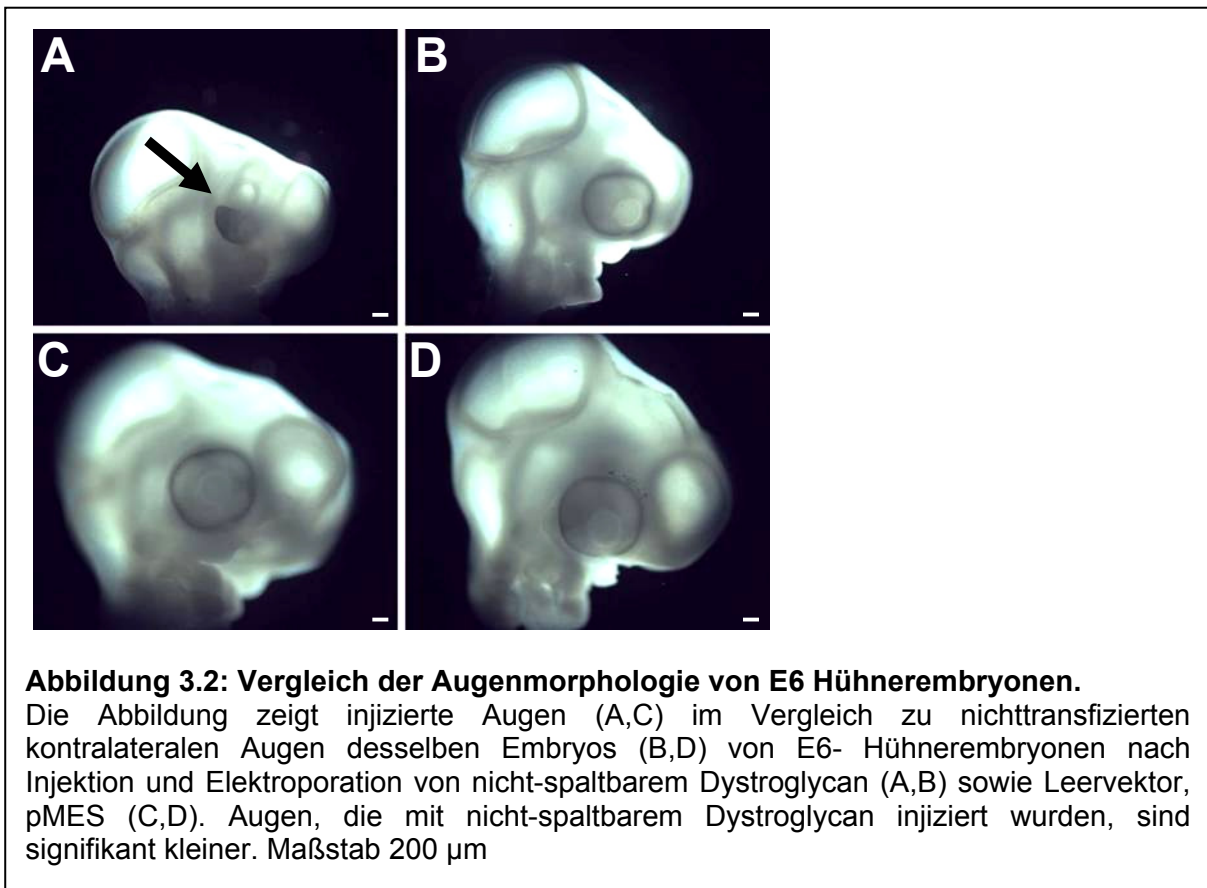 A
B
C
D
Abbildung 3.2: Vergleich der Augenmorphologie von E6 Hühnerembryonen.
Die Abbildung zeigt injizierte Augen (A,C) im Vergleich zu nichttransfizierten
kontralateralen Augen desselben Embryos (B,D) von E6- Hühnerembryonen nach
Injektion und Elektroporation von nicht-spaltbarem Dystroglycan (A,B) sowie Leervektor,
pMES (C,D). Augen, die mit nicht-spaltbarem Dystroglycan injiziert wurden, sind
signifikant kleiner. Maßstab 200 µm